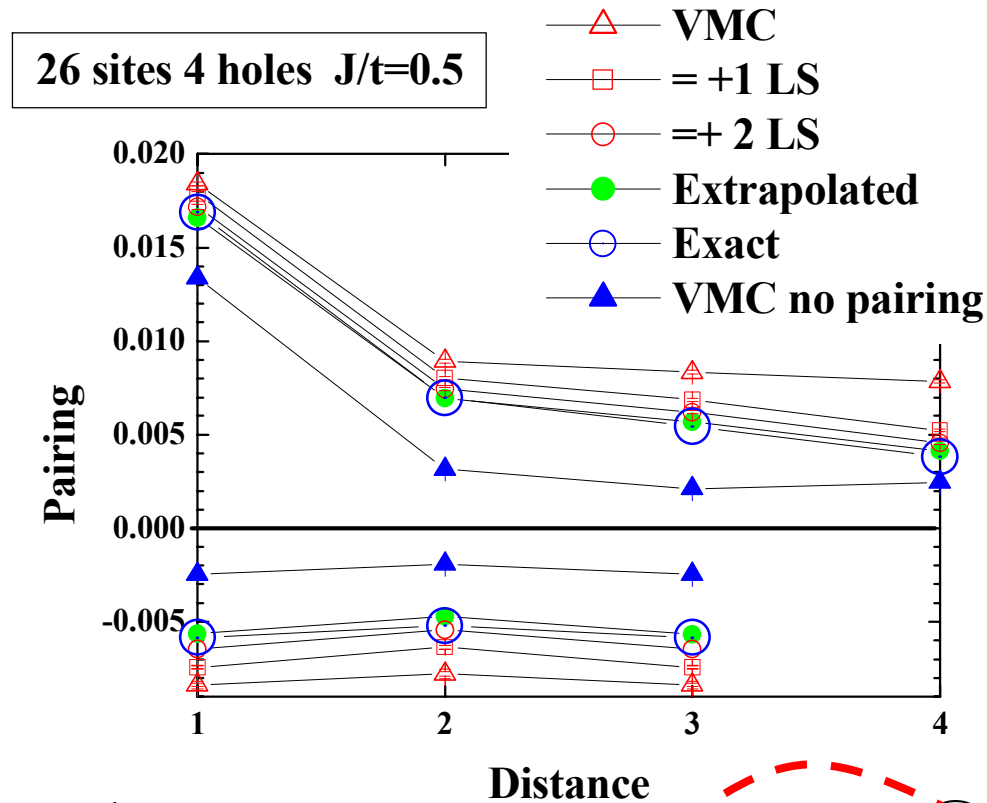 26 sites 4 holes J/t=0.5
VMC
= +1 LS
=+ 2 LS
Extrapolated
Exact
VMC no pairing
0.020
0.015
0.010
0.005
0.000
-0.005
Pairing
1 2 3 4
Distance